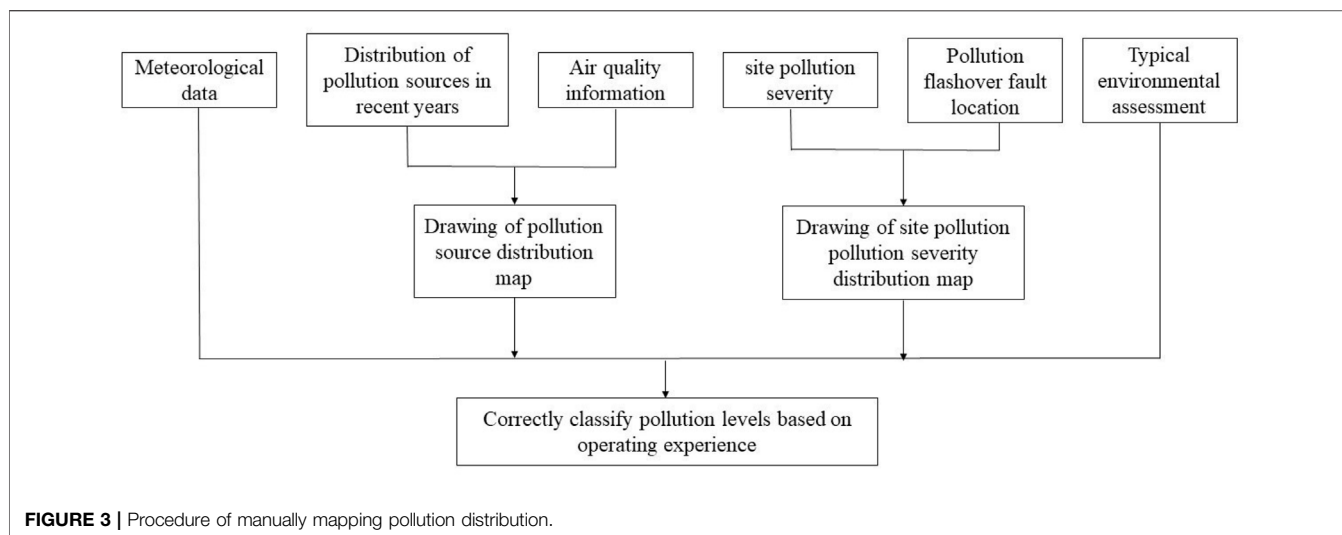 Meteorological
data
Distribution of
pollution sources in
recent years
Air quality
information
site pollution
severity
Pollution
flashover fault
location
Typical
environmental
assessment
Drawing of pollution
source distribution
map
Drawing of site pollution
pollution severity
distribution map
Correctly classify pollution levels based on
operating experience
FIGURE 3 | Procedure of manually mapping pollution distribution.